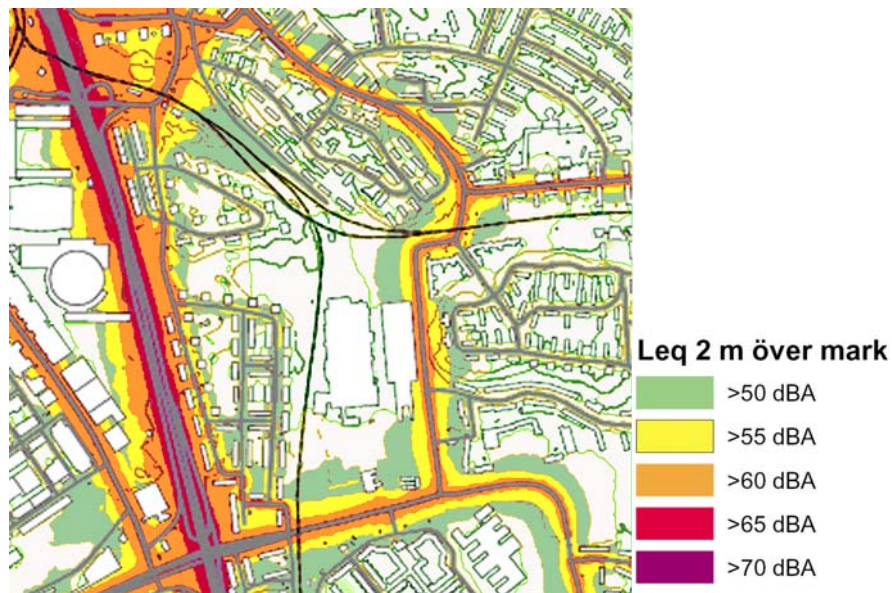 Leq 2 m över mark
>50 dBA
>55 dBA
>60 dBA
>65 dBA
>70 dBA